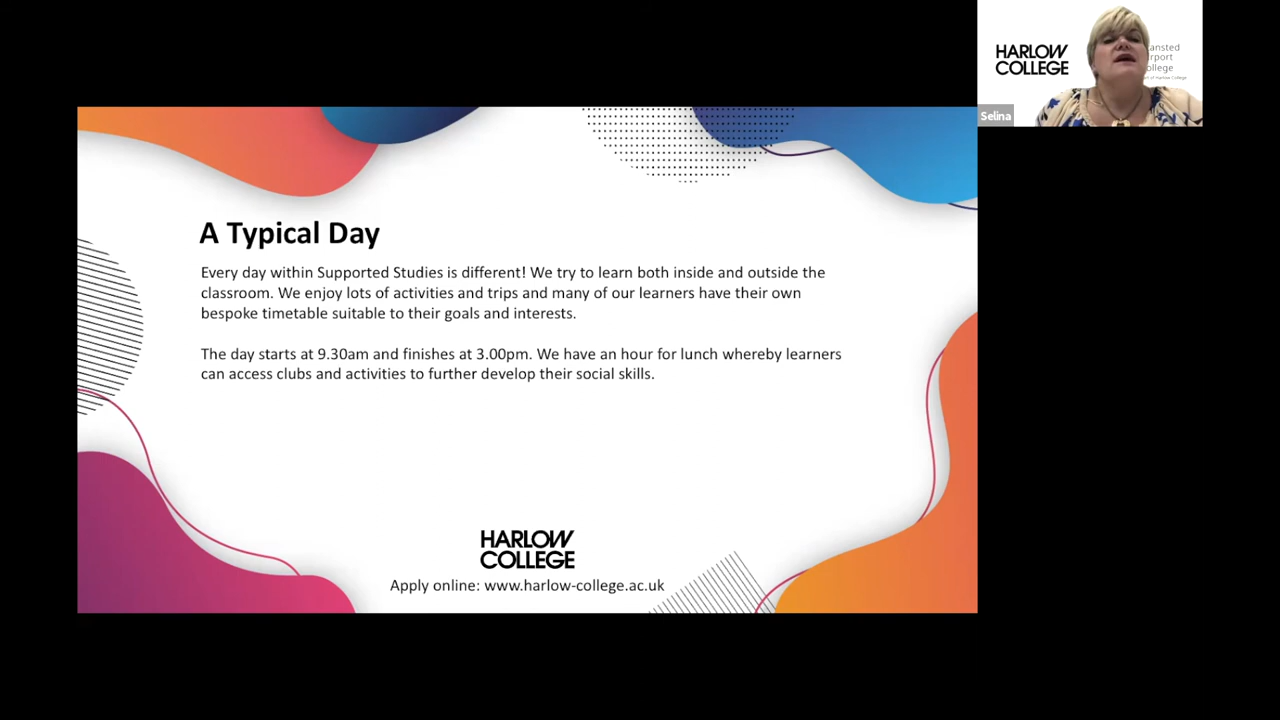 HARLOW
COLLEGE
Selina
A Typical Day
Every day within Supported Studies is different! We try to learn both inside and outside the
classroom. We enjoy lots of activities and trips and many of our learners have their own
bespoke timetable suitable to their goals and interests.
The day starts at 9.30am and finishes at 3.00pm. We have an hour for lunch whereby learners
can access clubs and activities to further develop their social skills.
HARLOW
COLLEGE
Apply online: www.harlow-college.ac.uk